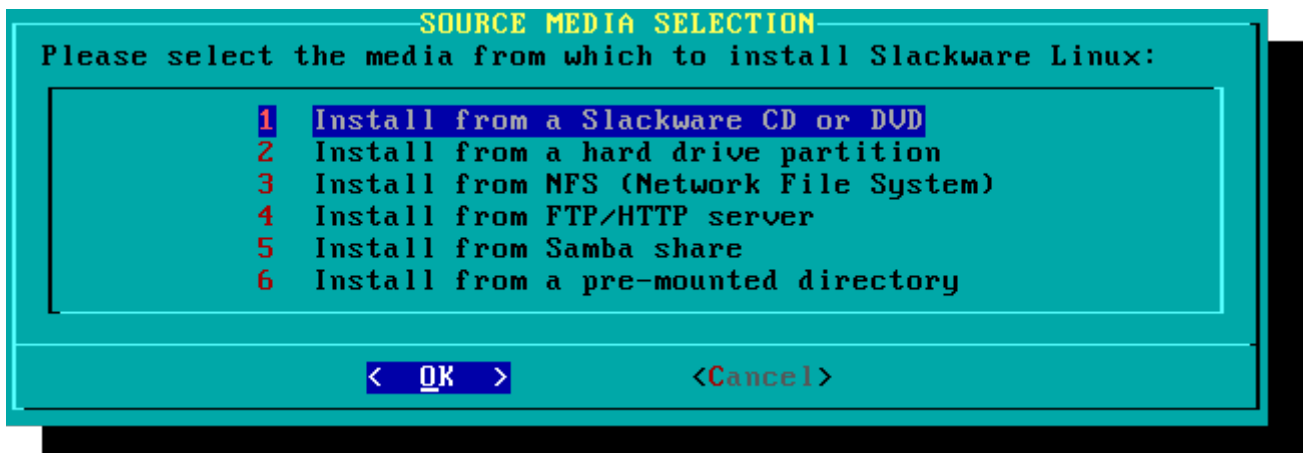 SOURCE MEDIA SELECTION
Please select the media from which to install Slackware Linux:
1 Install from a Slackware CD or DVD
2 Install from a hard drive partition
3 Install from NFS (Network File System)
4 Install from FTP/HTTP server
5 Install from Samba share
6 Install from a pre-mounted directory
< OK > <Cancel>